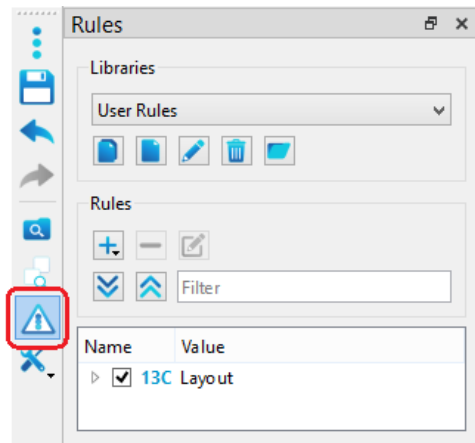 Rules
Libraries
User Rules
Rules
Filter
Name Value
13C Layout